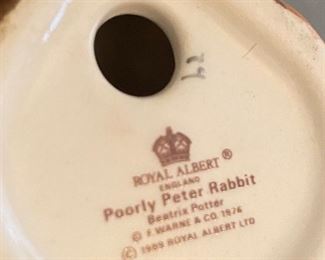 ROYAL ALBERT ®
ENGLAND
Poorly Peter Rabbit
Beatrix Potter
© F. WARNE & CO. 1976
© 1989 ROYAL ALBERT LTD